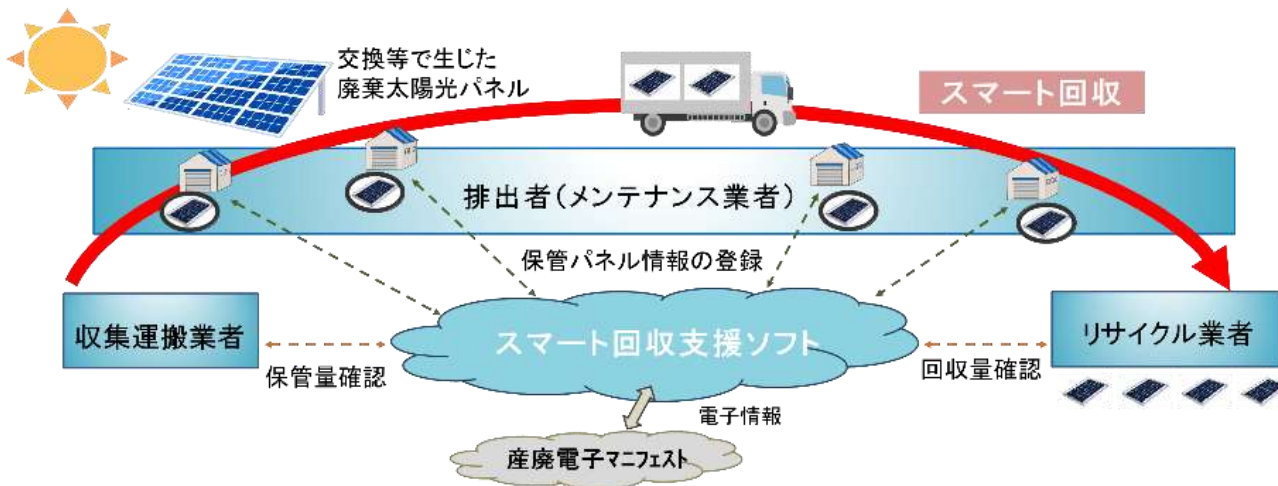 交換等で生じた
廃棄太陽光パネル
スマート回収
排出者（メンテナンス業者）
保管パネル情報の登録
収集運搬業者
スマート回収支援ソフト
リサイクル業者
保管量確認
回収量確認
電子情報
産廃電子マニフェスト